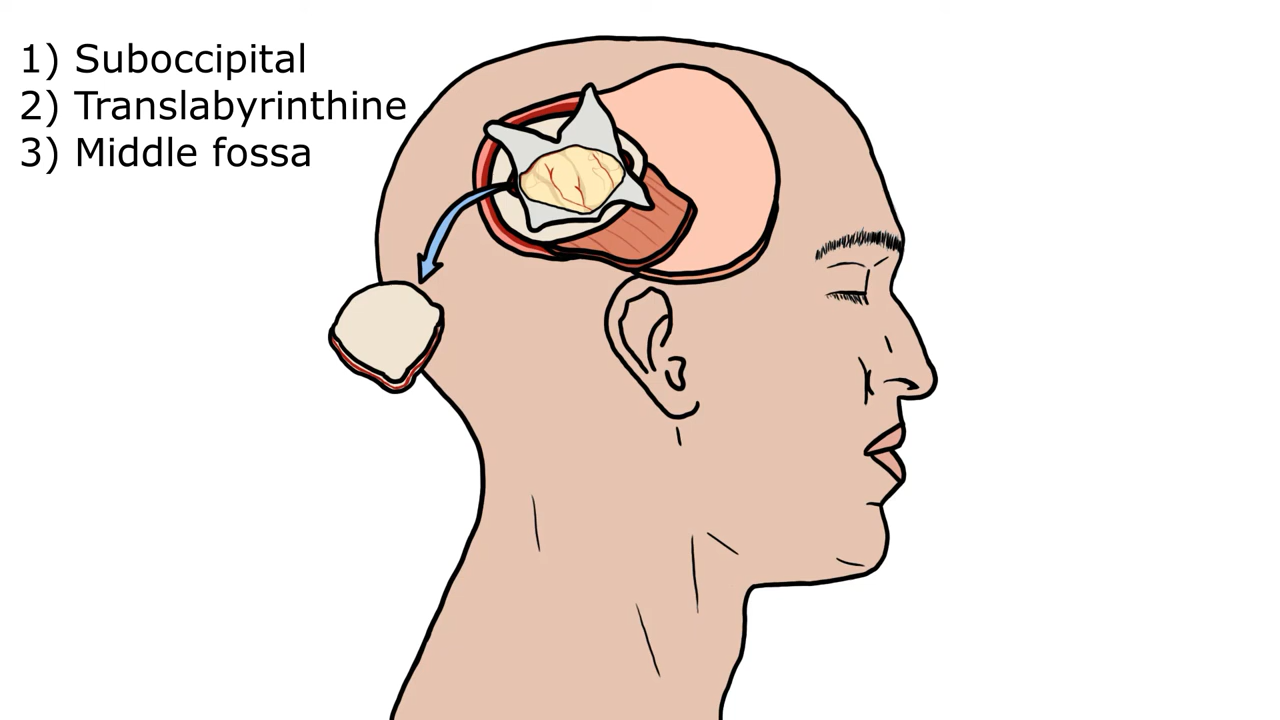 1) Suboccipital
2) Translabyrinthine
3) Middle fossa